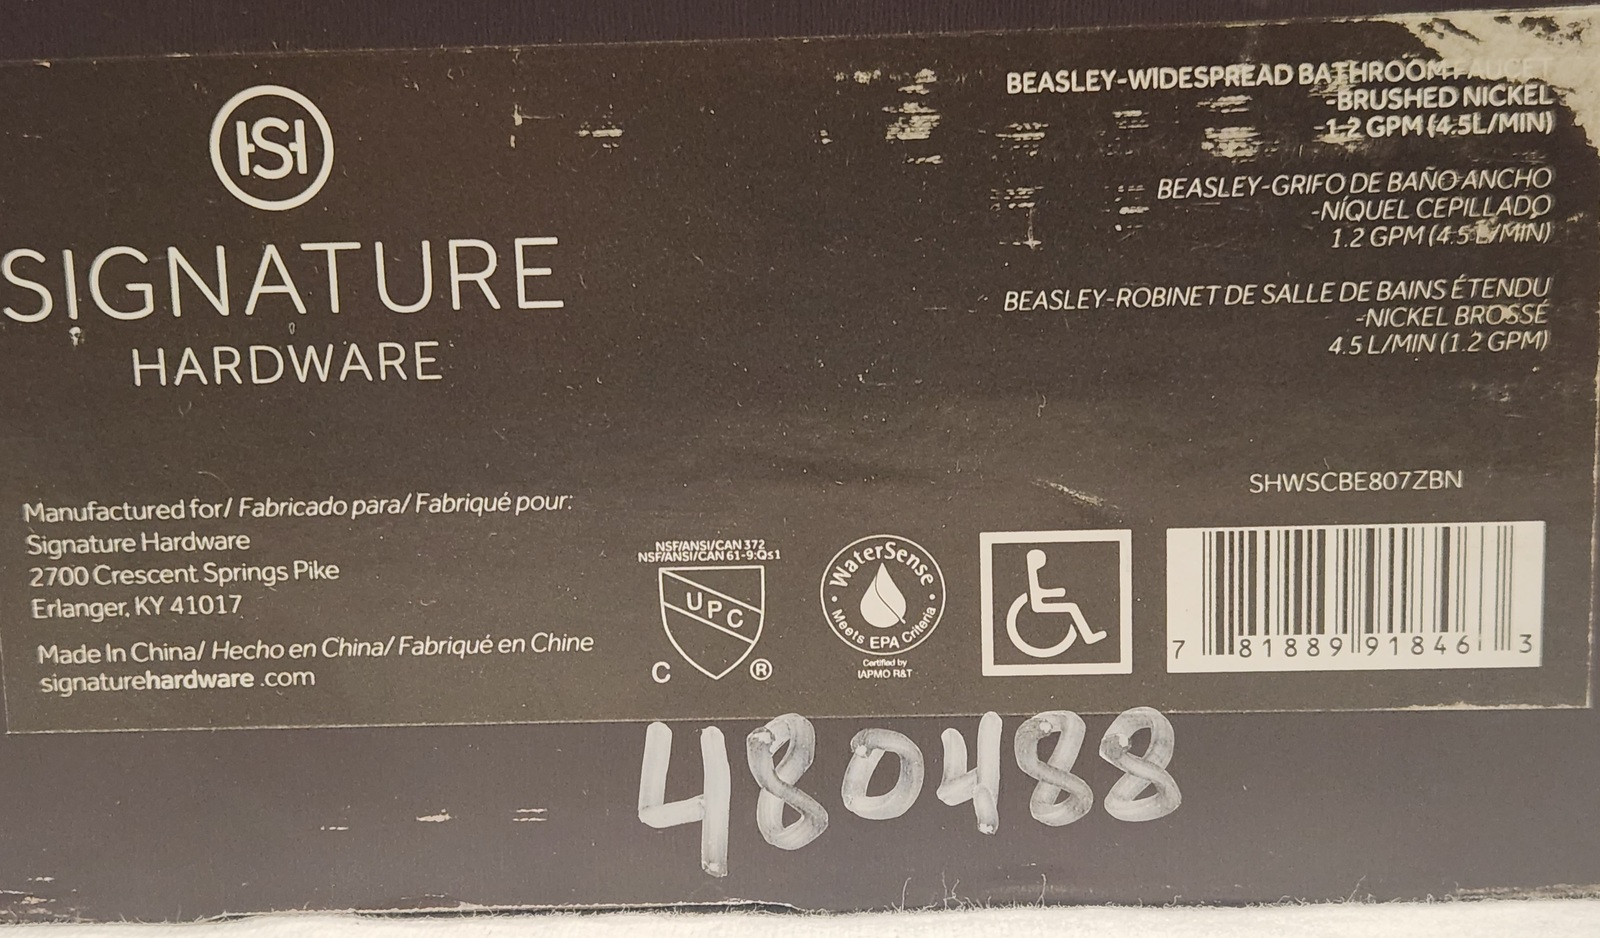 SIGNATURE
HARDWARE
BEASLEY-WIDESPREAD BATHROOM FAUCET
-BRUSHED NICKEL
1.2 GPM (4.5L/MIN)
BEASLEY-GRIFO DE BAÑO ANCHO
-NÍQUEL CEPILLADO
1.2 GPM (4.5 L/MIN)
BEASLEY-ROBINET DE SALLE DE BAINS ÉTENDU
-NICKEL BROSSÉ
4.5 L/MIN (1.2 GPM)
Manufactured for/ Fabricado para/ Fabriqué pour:
Signature Hardware
2700 Crescent Springs Pike
Erlanger, KY 41017
Made In China/ Hecho en China/ Fabriqué en Chine
signaturehardware .com
NSF/ANSI/CAN 372
NSF/ANSI/CAN 61-9:Qs1
UPC
C ®
WaterSense
Meets EPA Criteria
Certified by
IAPMO R&T
SHWSCBE807ZBN
7 81889 91846 3
480488